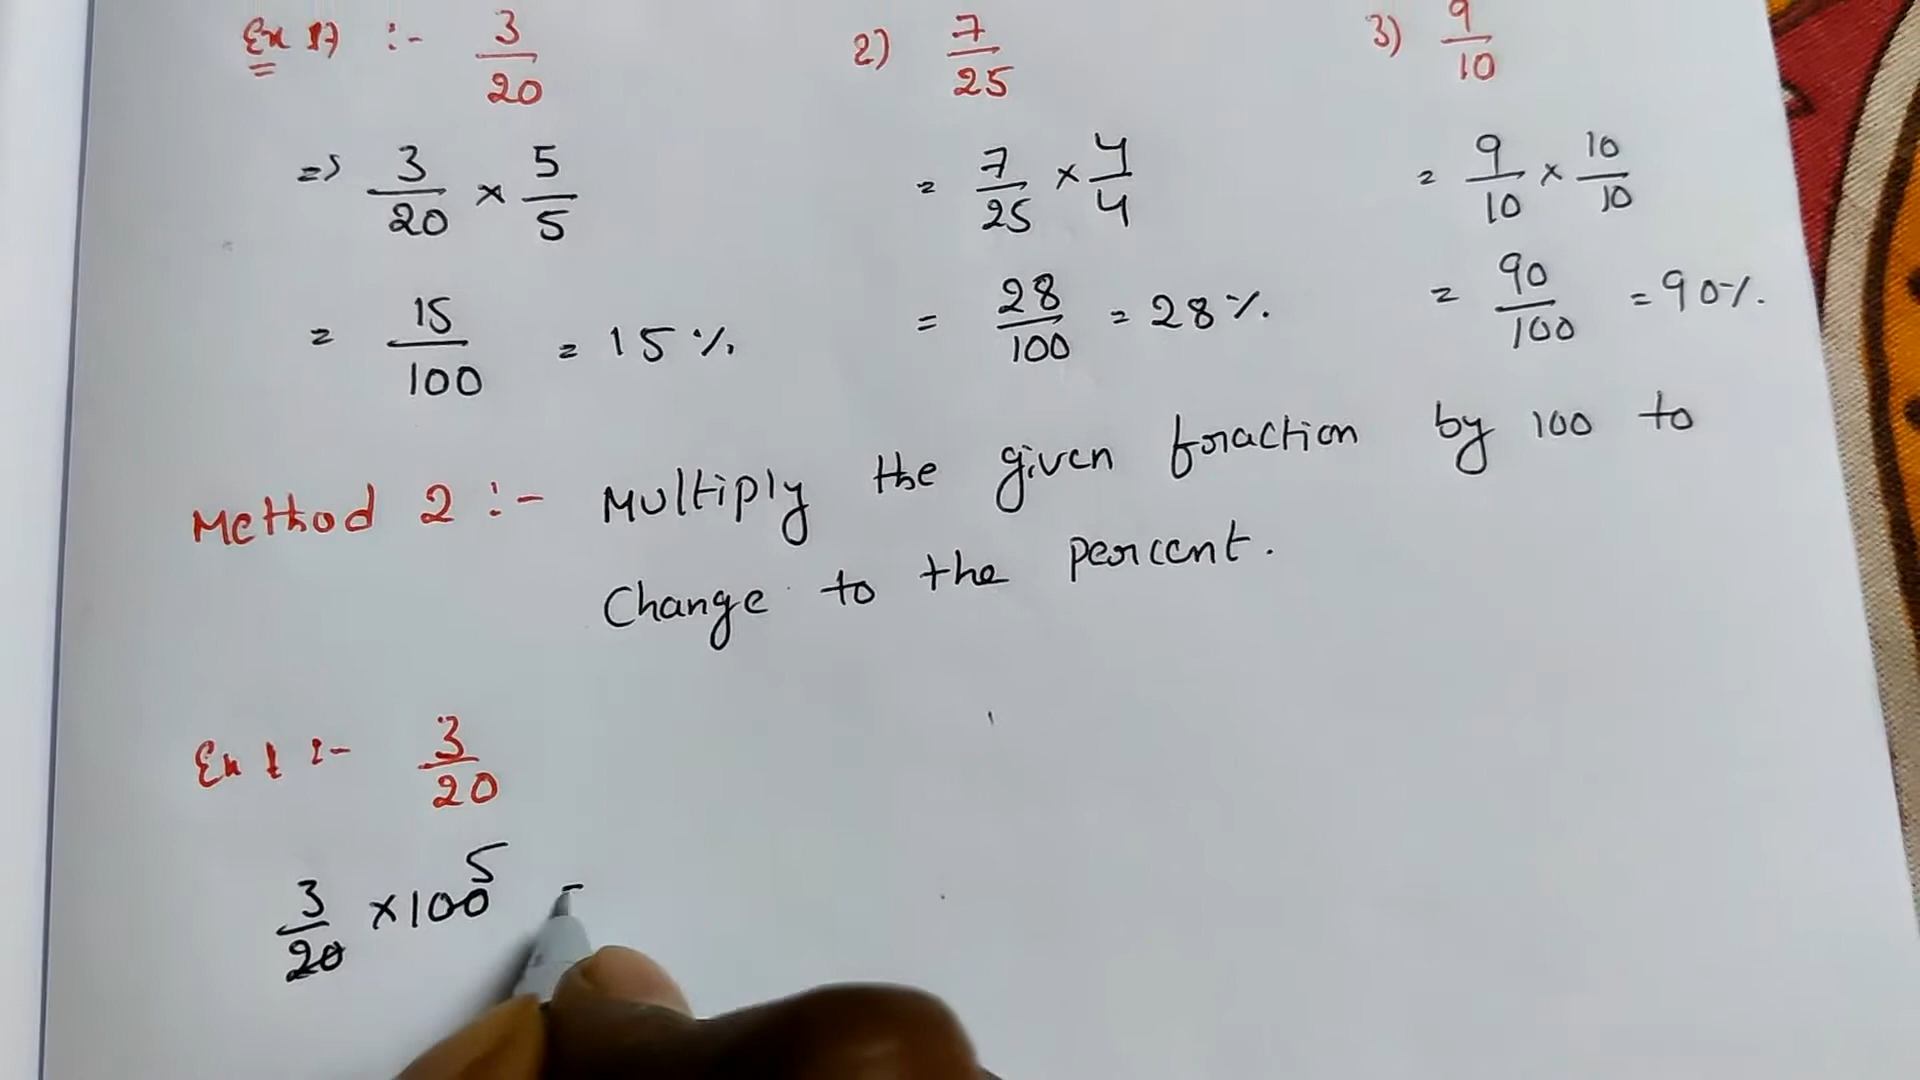 Ex 1) :- 3/20 2) 7/25 3) 9/10
=> 3/20 × 5/5 = 7/25 × 4/4 = 9/10 × 10/10
= 15/100 = 15% = 28/100 = 28% = 90/100 = 90%
Method 2 :- Multiply the given fraction by 100 to
Change to the percent.
Ex 1 :- 3/20
3/20 × 100 5